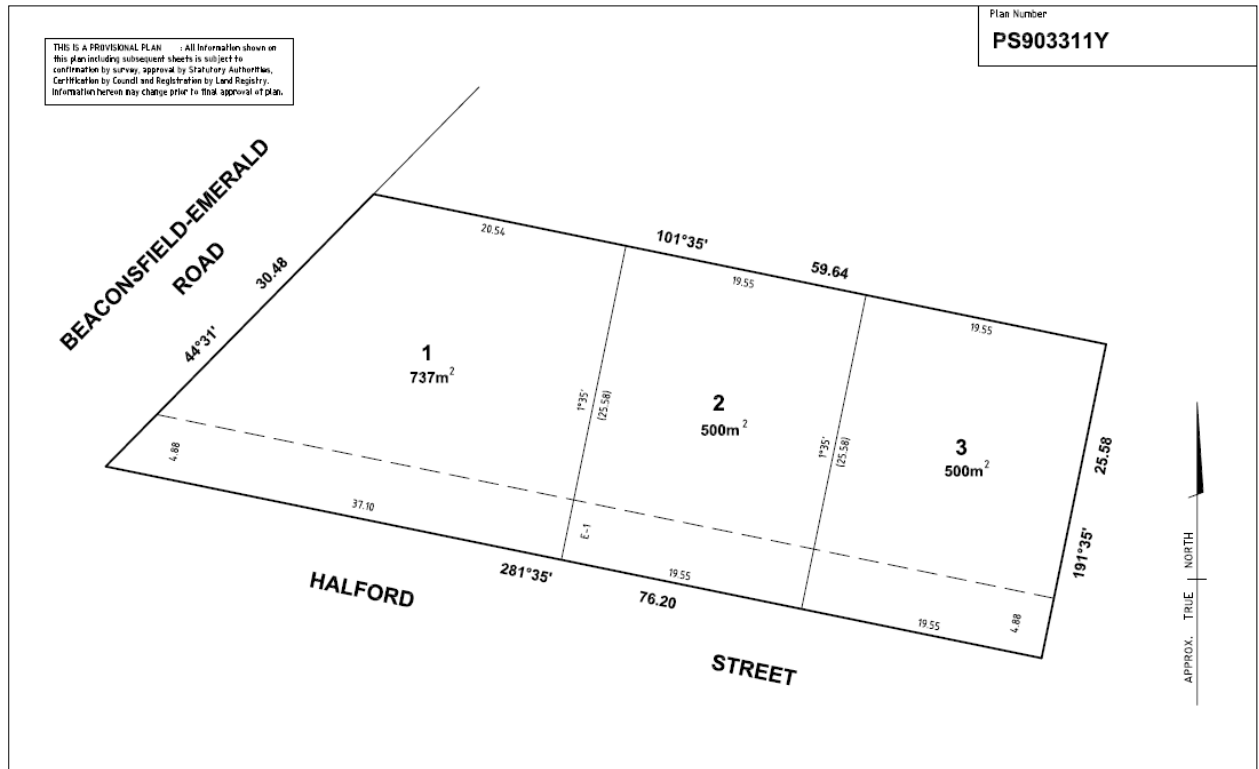 Plan Number
PS903311Y
THIS IS A PROVISIONAL PLAN : All Information shown on
this plan including subsequent sheets is subject to
confirmation by survey, approval by Statutory Authorities,
Certification by Council and Registration by Land Registry.
Information hereon may change prior to final approval of plan.
BEACONSFIELD-EMERALD
ROAD
44°31'
30.48
20.54
101°35'
59.64
19.55
19.55
1
737m²
1°35'
(25.58)
2
500m²
1°35'
(25.58)
3
500m²
25.58
191°35'
4.88
37.10
E-1
19.55
19.55
4.88
281°35'
76.20
HALFORD
STREET
APPROX. TRUE NORTH